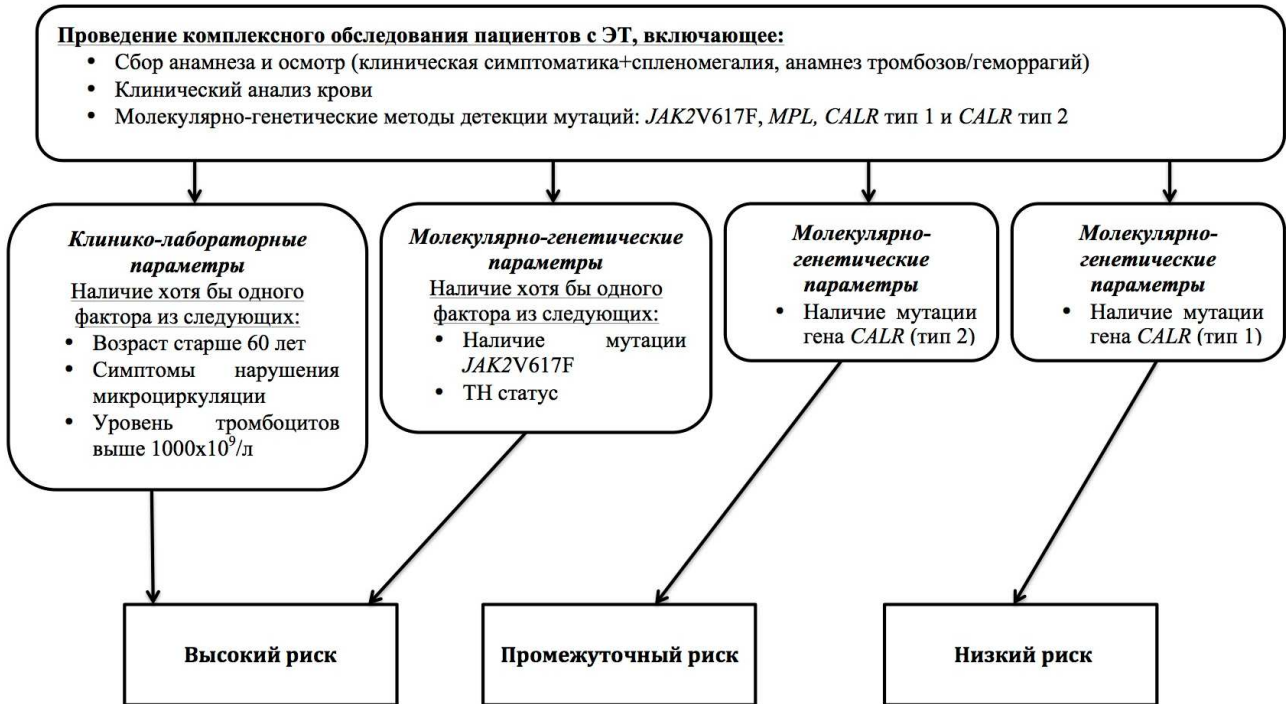 Проведение комплексного обследования пациентов с ЭТ, включающее:
• Сбор анамнеза и осмотр (клиническая симптоматика+спленомегалия, анамнез тромбозов/геморрагий)
• Клинический анализ крови
• Молекулярно-генетические методы детекции мутаций: JAK2V617F, MPL, CALR тип 1 и CALR тип 2
Клинико-лабораторные
параметры
Наличие хотя бы одного
фактора из следующих:
• Возраст старше 60 лет
• Симптомы нарушения
микроциркуляции
• Уровень тромбоцитов
выше 1000х10⁹/л
Молекулярно-генетические
параметры
Наличие хотя бы одного
фактора из следующих:
• Наличие мутации
JAK2V617F
• ТН статус
Молекулярно-
генетические
параметры
• Наличие мутации
гена CALR (тип 2)
Молекулярно-
генетические
параметры
• Наличие мутации
гена CALR (тип 1)
Высокий риск
Промежуточный риск
Низкий риск